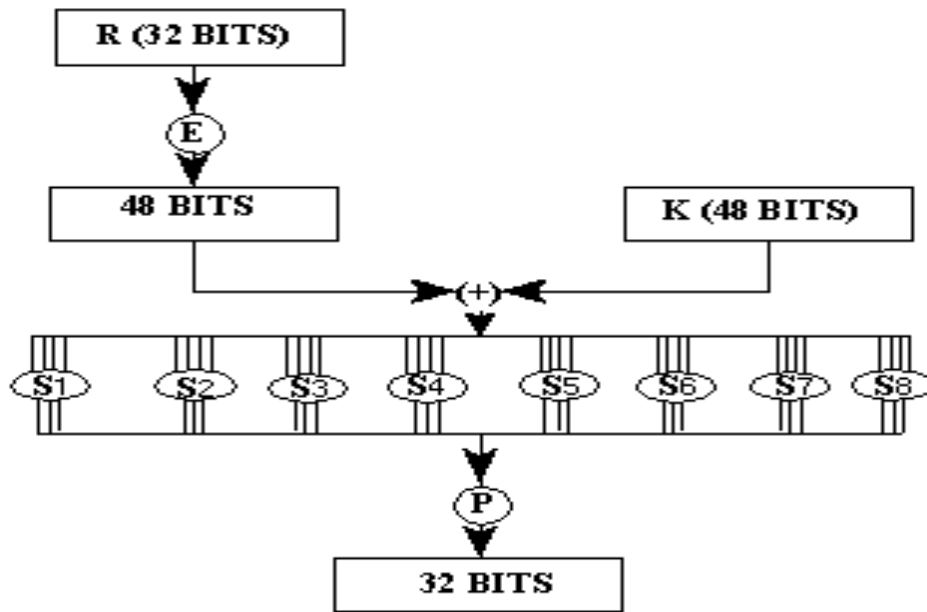 R (32 BITS)
E
48 BITS
K (48 BITS)
(+)
S1 S2 S3 S4 S5 S6 S7 S8
P
32 BITS